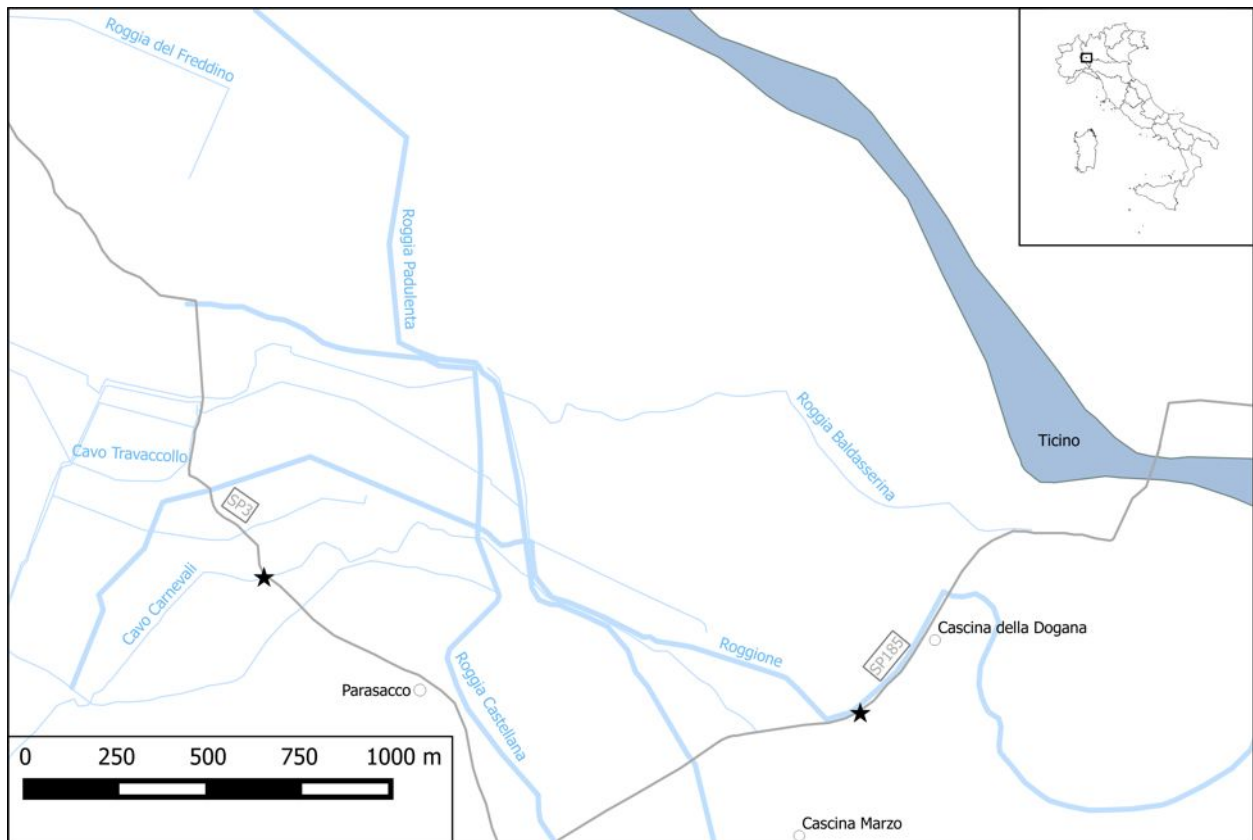 Roggia del Freddino
Roggia Padulenta
Ticino
Roggia Baldasserina
Cavo Travaccollo
SP3
Cavo Carnevali
Roggione
SP185
Cascina della Dogana
Parasacco
Roggia Castellana
0 250 500 750 1000 m
Cascina Marzo